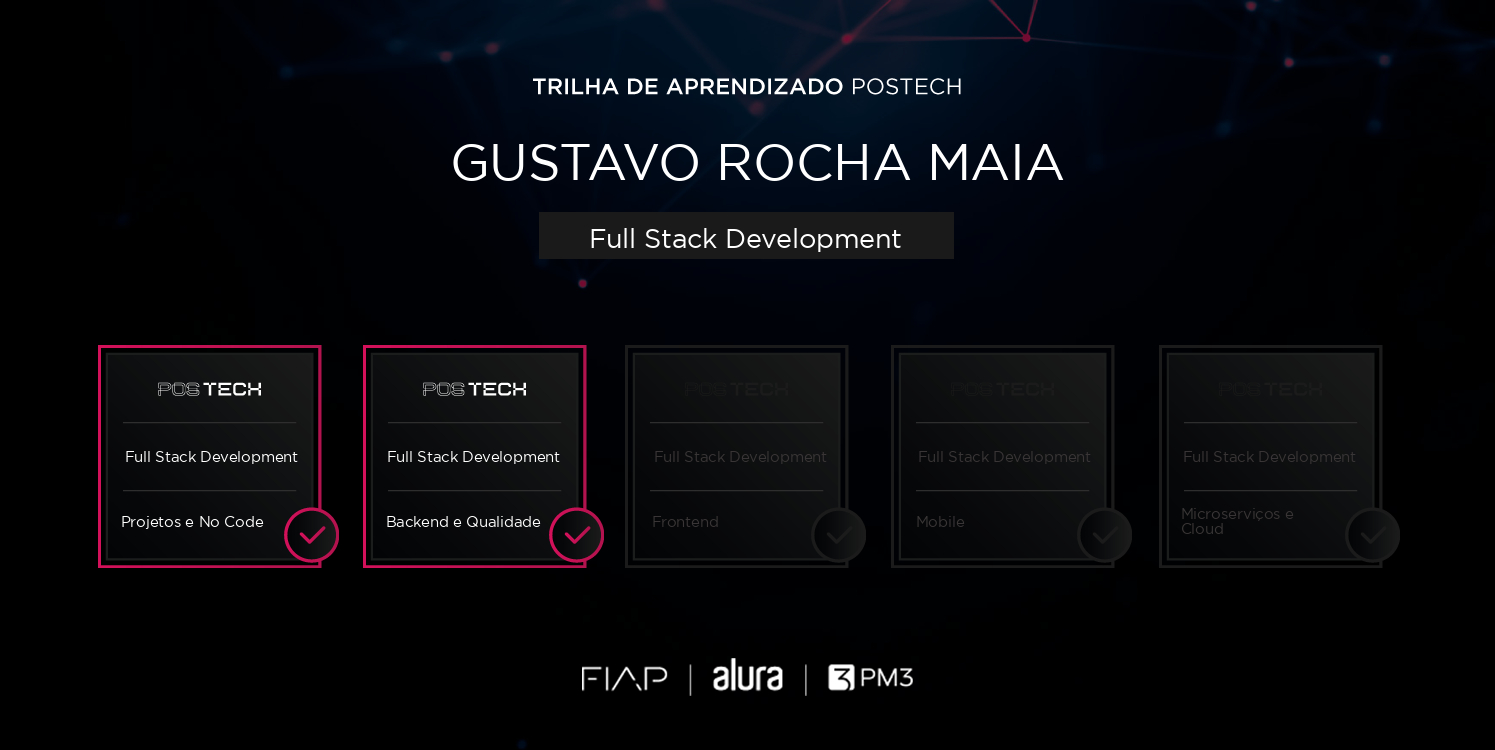 TRILHA DE APRENDIZADO POSTECH
GUSTAVO ROCHA MAIA
Full Stack Development
POS TECH
Full Stack Development
Projetos e No Code
POS TECH
Full Stack Development
Backend e Qualidade
POS TECH
Full Stack Development
Frontend
POS TECH
Full Stack Development
Mobile
POS TECH
Full Stack Development
Microserviços e
Cloud
FIAP | alura | 3 PM3